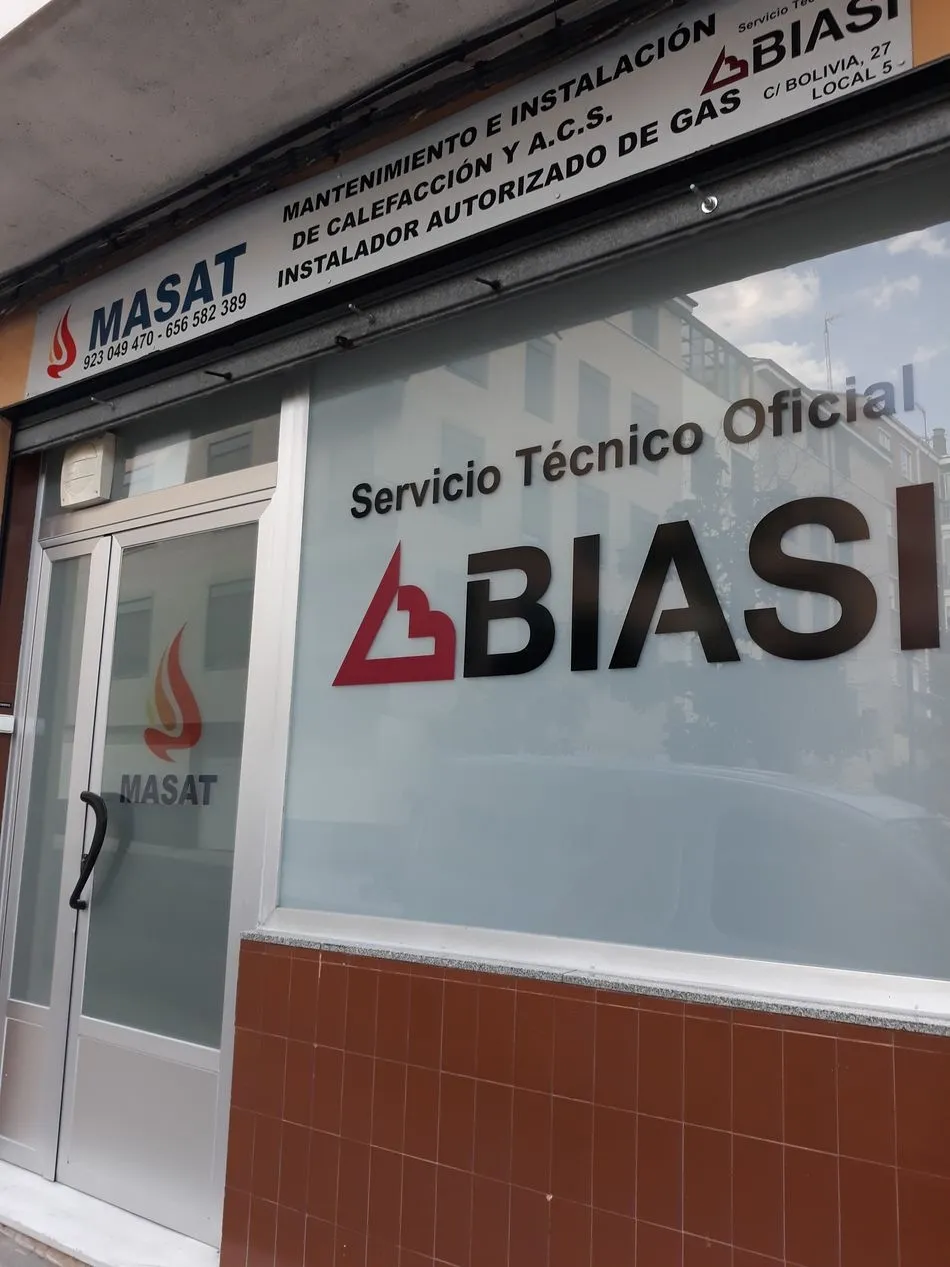 MANTENIMIENTO E INSTALACIÓN
DE CALEFACCIÓN Y A.C.S.
INSTALADOR AUTORIZADO DE GAS
MASAT
923 049 470 - 656 582 389
Servicio
BIASI
C/ BOLIVIA, 27
LOCAL 5
Servicio Técnico Oficial
BIASI
MASAT